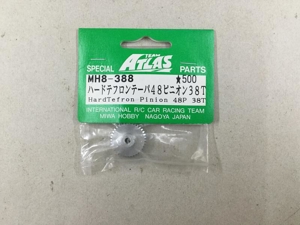 TEAM
ATLAS
SPECIAL PARTS
MH8-388 ★500
ハードテフロンテーパ48ピニオン38T
HardTefron Pinion 48P 38T
INTERNATIONAL R/C CAR RACING TEAM
MIWA HOBBY NAGOYA JAPAN